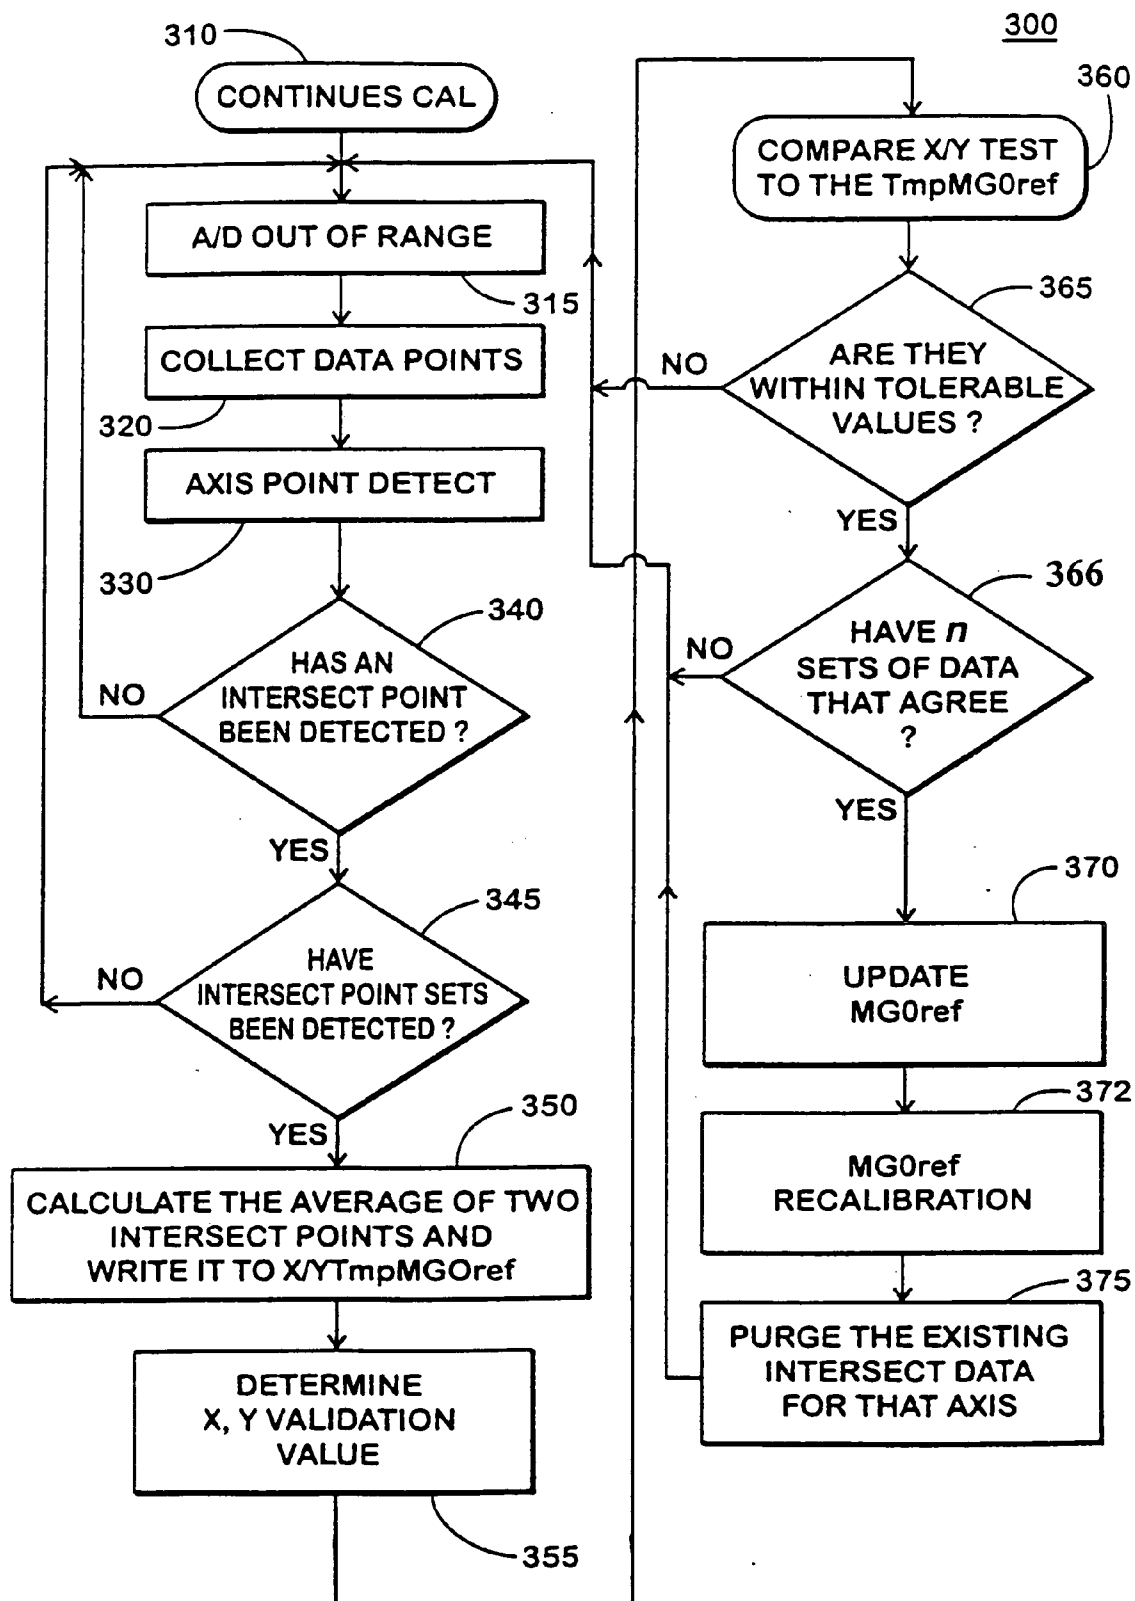 300
310
CONTINUES CAL
A/D OUT OF RANGE
315
COLLECT DATA POINTS
320
AXIS POINT DETECT
330
340
HAS AN
INTERSECT POINT
BEEN DETECTED ?
NO
YES
345
HAVE
INTERSECT POINT SETS
BEEN DETECTED ?
NO
YES
350
CALCULATE THE AVERAGE OF TWO
INTERSECT POINTS AND
WRITE IT TO X/YTmpMGOref
DETERMINE
X, Y VALIDATION
VALUE
355
360
COMPARE X/Y TEST
TO THE TmpMG0ref
365
ARE THEY
WITHIN TOLERABLE
VALUES ?
NO
YES
366
HAVE n
SETS OF DATA
THAT AGREE
?
NO
YES
370
UPDATE
MG0ref
372
MG0ref
RECALIBRATION
375
PURGE THE EXISTING
INTERSECT DATA
FOR THAT AXIS